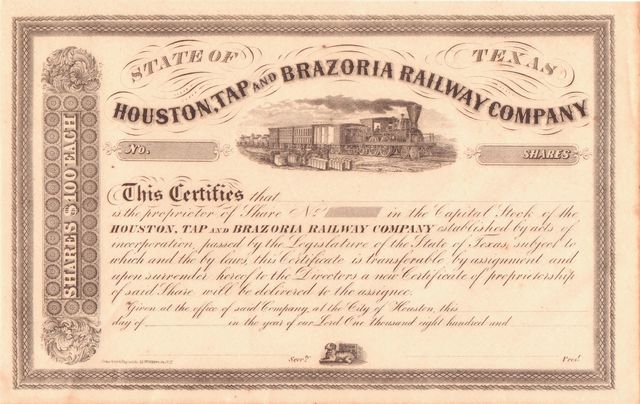 STATE OF TEXAS
HOUSTON, TAP AND BRAZORIA RAILWAY COMPANY
No.
SHARES
SHARES $100 EACH
This Certifies that
is the proprietor of Share No. in the Capital Stock of the
HOUSTON, TAP AND BRAZORIA RAILWAY COMPANY established by acts of
incorporation, passed by the Legislature of the State of Texas, subject to
which and the by laws, this Certificate is transferable by assignment and
upon surrender hereof to the Directors a new Certificate of proprietorship
of said Share will be delivered to the assignee.
Given at the office of said Company, at the City of Houston, this
day of in the year of our Lord One thousand eight hundred and
Secry. Prest.